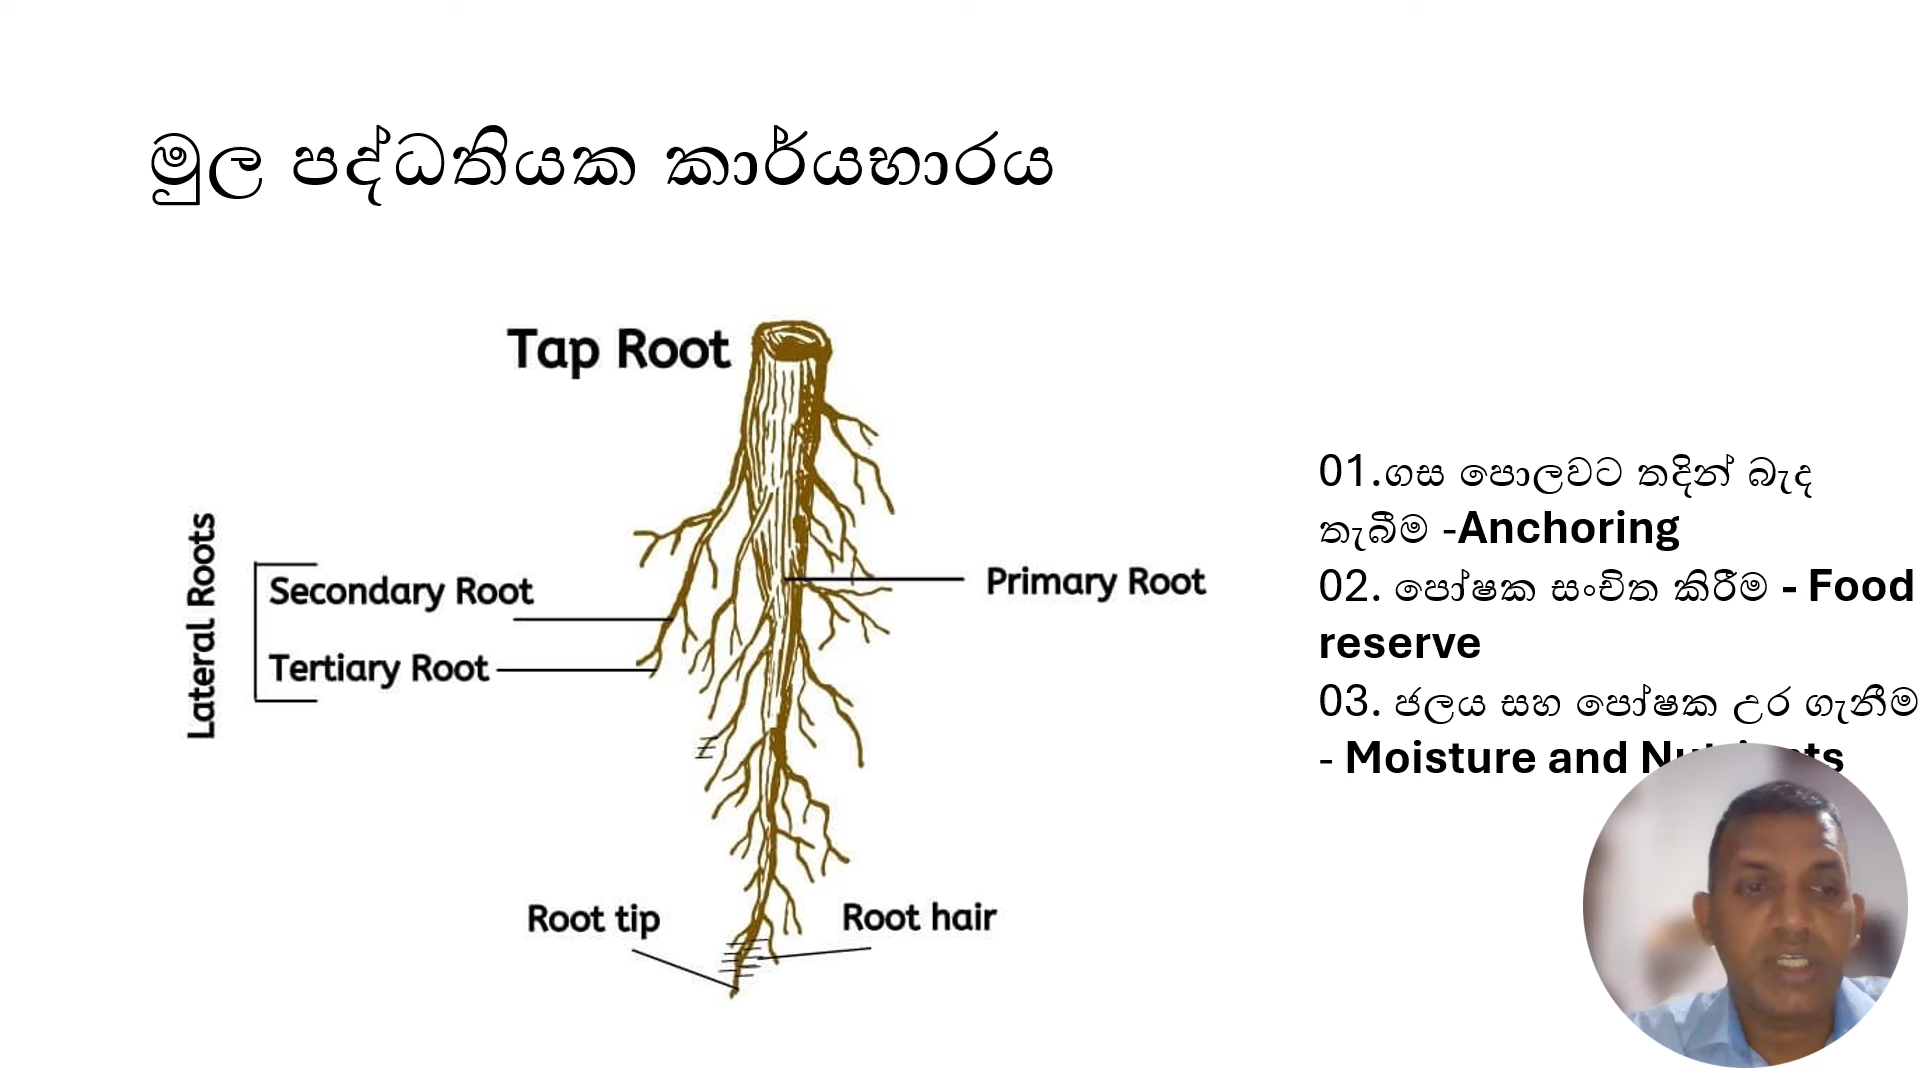 මුල පද්ධතියක කාර්යභාරය
Tap Root
Lateral Roots
Secondary Root
Tertiary Root
Primary Root
Root tip
Root hair
01.ගස පොලවට තදින් බැද
තැබීම -Anchoring
02. පෝෂක සංචිත කිරීම - Food
reserve
03. ජලය සහ පෝෂක උර ගැනීම
- Moisture and